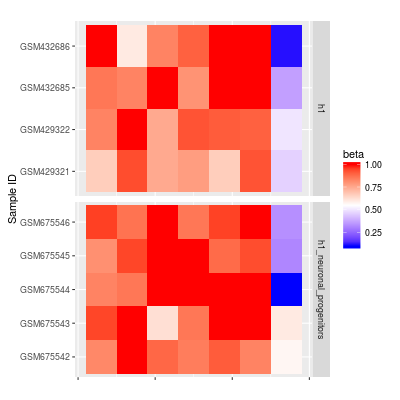 Sample ID
GSM432686
GSM432685
GSM429322
GSM429321
h1
GSM675546
GSM675545
GSM675544
GSM675543
GSM675542
h1_neuronal_progenitors
beta
1.00
0.75
0.50
0.25